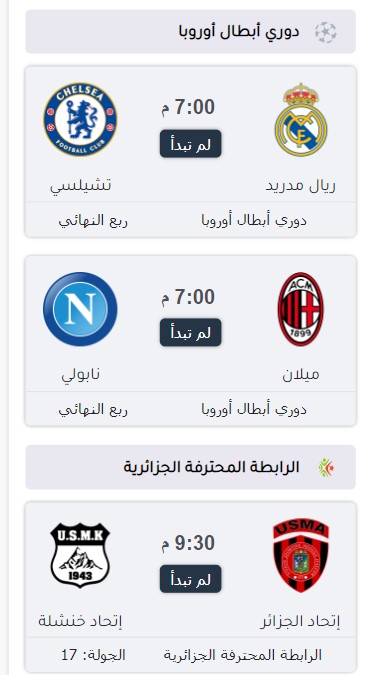 دوري أبطال أوروبا
7:00 م
لم تبدأ
CHELSEA
FOOTBALL CLUB
ريال مدريد
تشيلسي
دوري أبطال أوروبا
ربع النهائي
7:00 م
لم تبدأ
ACM
1899
N
ميلان
نابولي
دوري أبطال أوروبا
ربع النهائي
الرابطة المحترفة الجزائرية
9:30 م
لم تبدأ
USMA
U.S.M.K
1943
إتحاد الجزائر
إتحاد خنشلة
الرابطة المحترفة الجزائرية
الجولة: 17